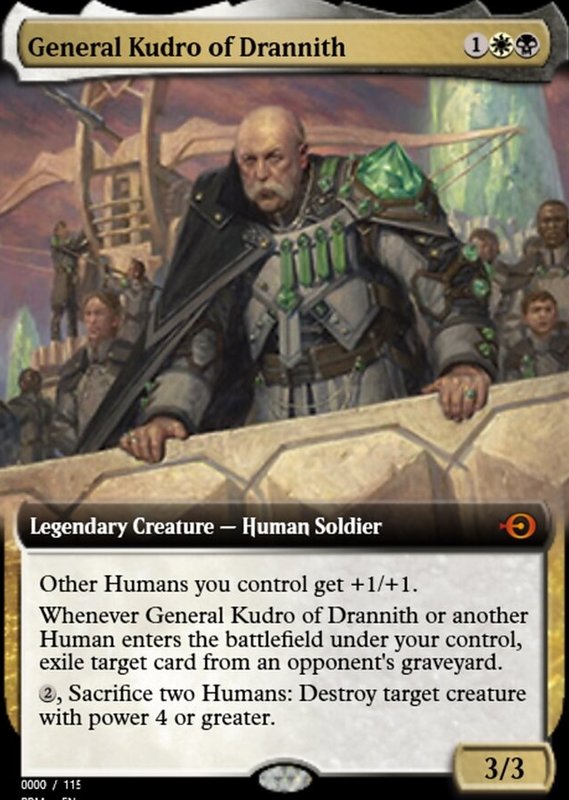 General Kudro of Drannith 1
Legendary Creature — Human Soldier
Other Humans you control get +1/+1.
Whenever General Kudro of Drannith or another
Human enters the battlefield under your control,
exile target card from an opponent's graveyard.
2, Sacrifice two Humans: Destroy target creature
with power 4 or greater.
3/3
0000 / 115